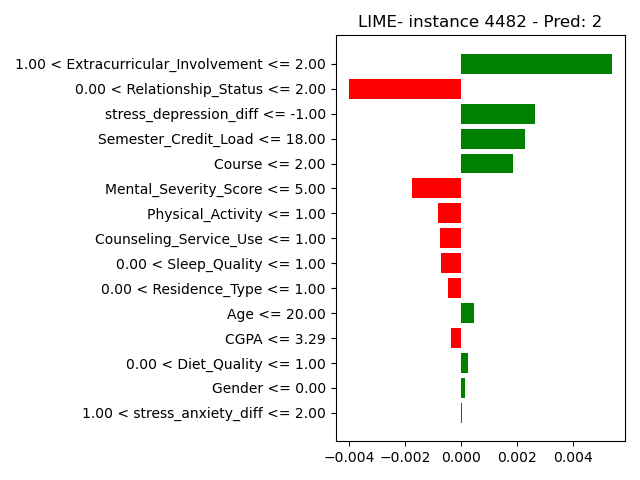 LIME- instance 4482 - Pred: 2
1.00 < Extracurricular_Involvement <= 2.00
0.00 < Relationship_Status <= 2.00
stress_depression_diff <= -1.00
Semester_Credit_Load <= 18.00
Course <= 2.00
Mental_Severity_Score <= 5.00
Physical_Activity <= 1.00
Counseling_Service_Use <= 1.00
0.00 < Sleep_Quality <= 1.00
0.00 < Residence_Type <= 1.00
Age <= 20.00
CGPA <= 3.29
0.00 < Diet_Quality <= 1.00
Gender <= 0.00
1.00 < stress_anxiety_diff <= 2.00
−0.004 −0.002 0.000 0.002 0.004